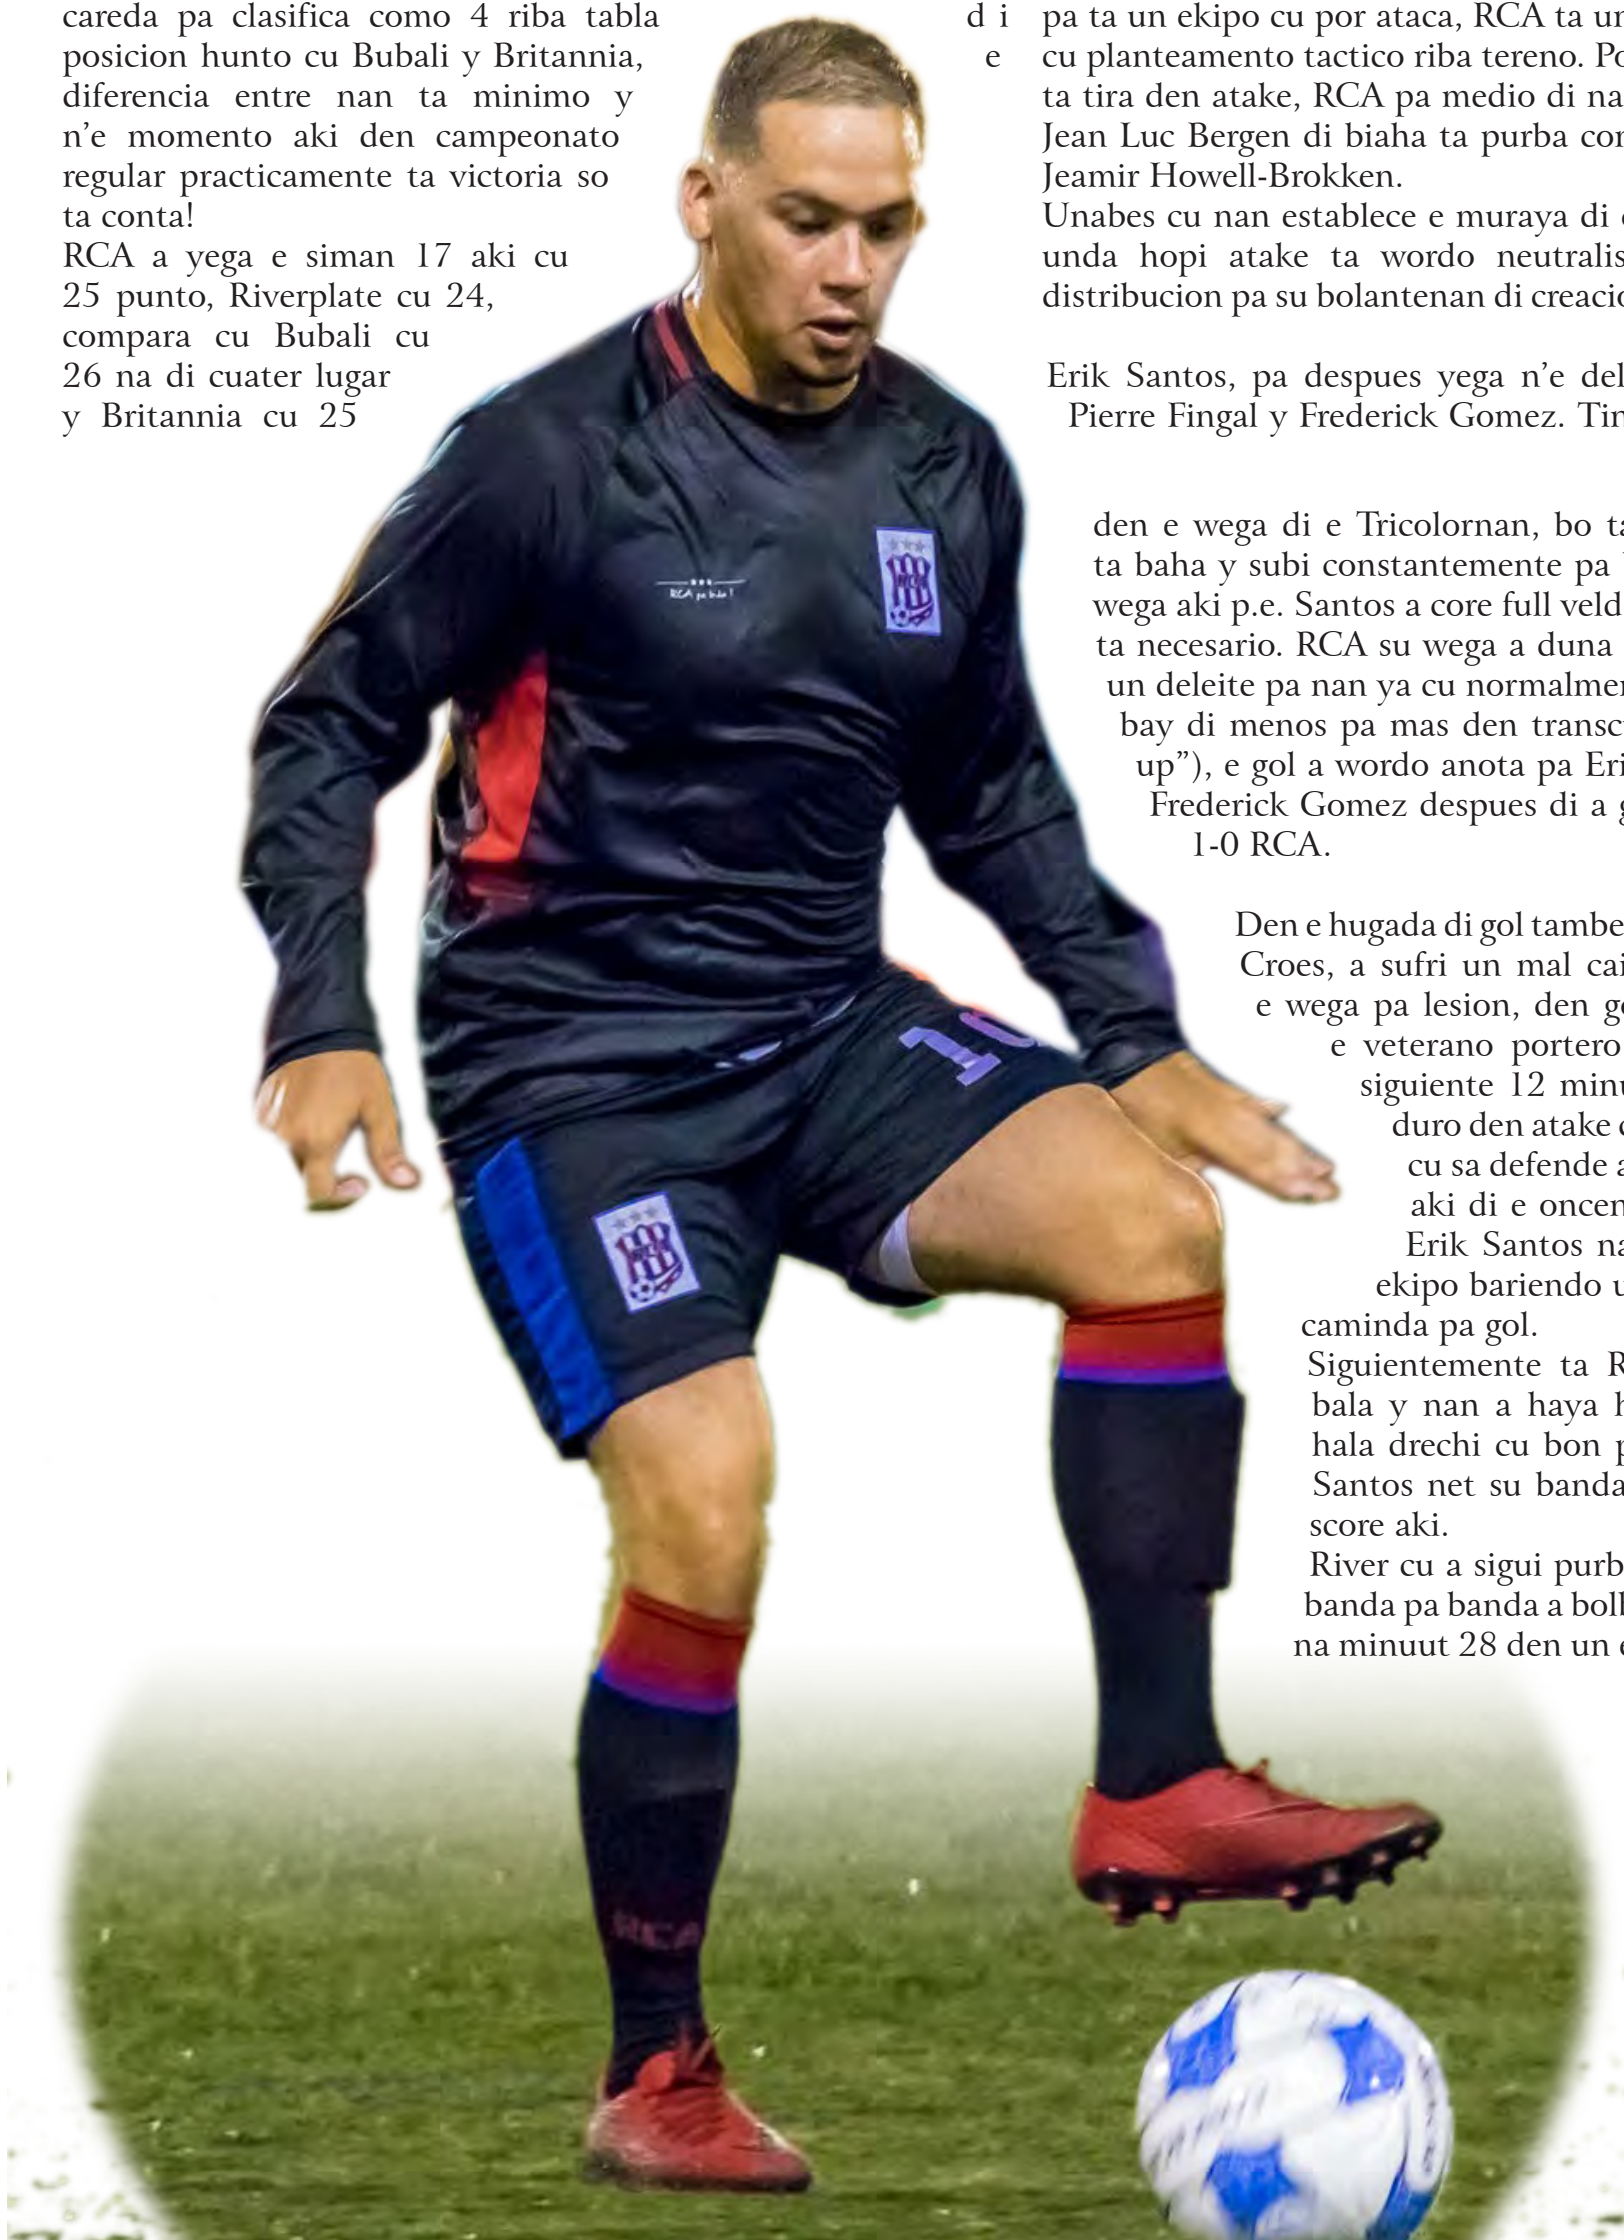 careda pa clasifica como 4 riba tabla
posicion hunto cu Bubali y Britannia,
diferencia entre nan ta minimo y
n’e momento aki den campeonato
regular practicamente ta victoria so
ta conta!
RCA a yega e siman 17 aki cu
25 punto, Riverplate cu 24,
compara cu Bubali cu
26 na di cuater lugar
y Britannia cu 25
d i
e
pa ta un ekipo cu por ataca, RCA ta
cu planteamento tactico riba tereno.
ta tira den atake, RCA pa medio di
Jean Luc Bergen di biaha ta purba
Jeamir Howell-Brokken.
Unabes cu nan establece e muraya di
unda hopi atake ta wordo
distribucion pa su bolantenan di
Erik Santos, pa despues yega n’e
Pierre Fingal y Frederick Gomez.
den e wega di e Tricolornan, bo
ta baha y subi constantemente pa
wega aki p.e. Santos a core full veld
ta necesario. RCA su wega a duna
un deleite pa nan ya cu
bay di menos pa mas den
up”), e gol a wordo anota pa
Frederick Gomez despues di a
1-0 RCA.
Den e hugada di gol
Croes, a sufri un mal
e wega pa lesion, den
e veterano portero
siguiente 12
duro den atake
cu sa defende
aki di e
Erik Santos
ekipo bariendo
caminda pa gol.
Siguientemente ta
bala y nan a haya
hala drechi cu bon
Santos net su banda
score aki.
River cu a sigui
banda pa banda a
na minuut 28 den un
RCA pa bida!
RCA
10
RCA
RCA